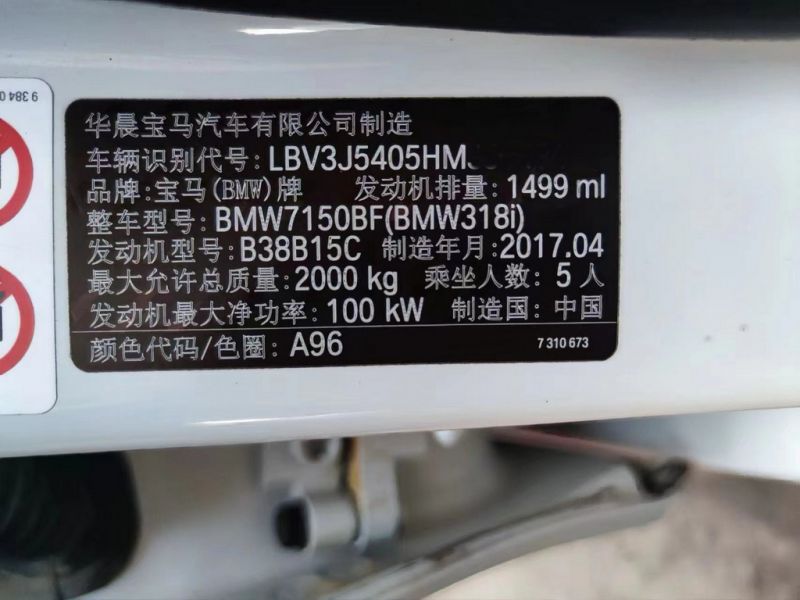 华晨宝马汽车有限公司制造
车辆识别代号: LBV3J5405HM
品牌: 宝马(BMW)牌 发动机排量: 1499 ml
整车型号: BMW7150BF(BMW318i)
发动机型号: B38B15C 制造年月: 2017.04
最大允许总质量: 2000 kg 乘坐人数: 5 人
发动机最大净功率: 100 kW 制造国: 中国
颜色代码/色圈: A96 7 310 673
9 384 0